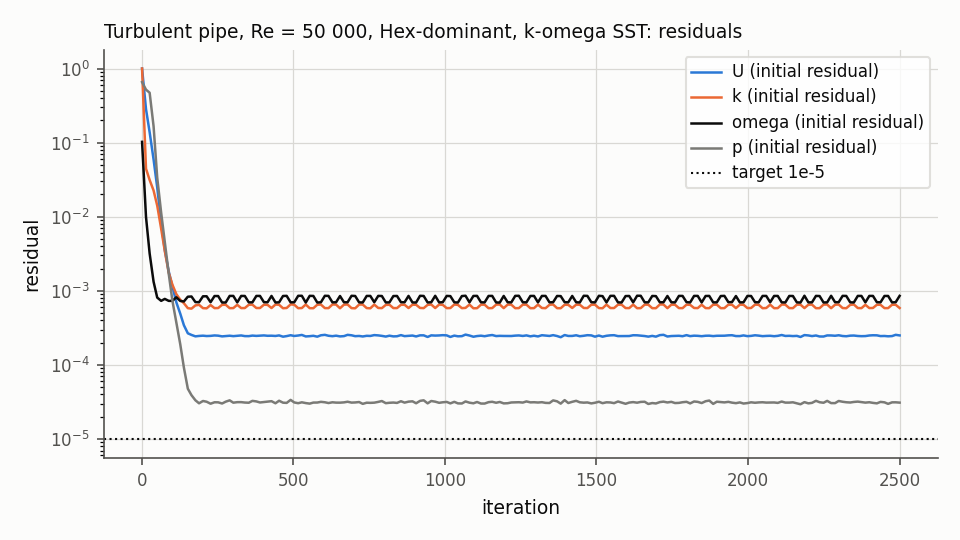 Turbulent pipe, Re = 50 000, Hex-dominant, k-omega SST: residuals
U (initial residual)
k (initial residual)
omega (initial residual)
p (initial residual)
target 1e-5
residual
10⁰
10⁻¹
10⁻²
10⁻³
10⁻⁴
10⁻⁵
0 500 1000 1500 2000 2500
iteration